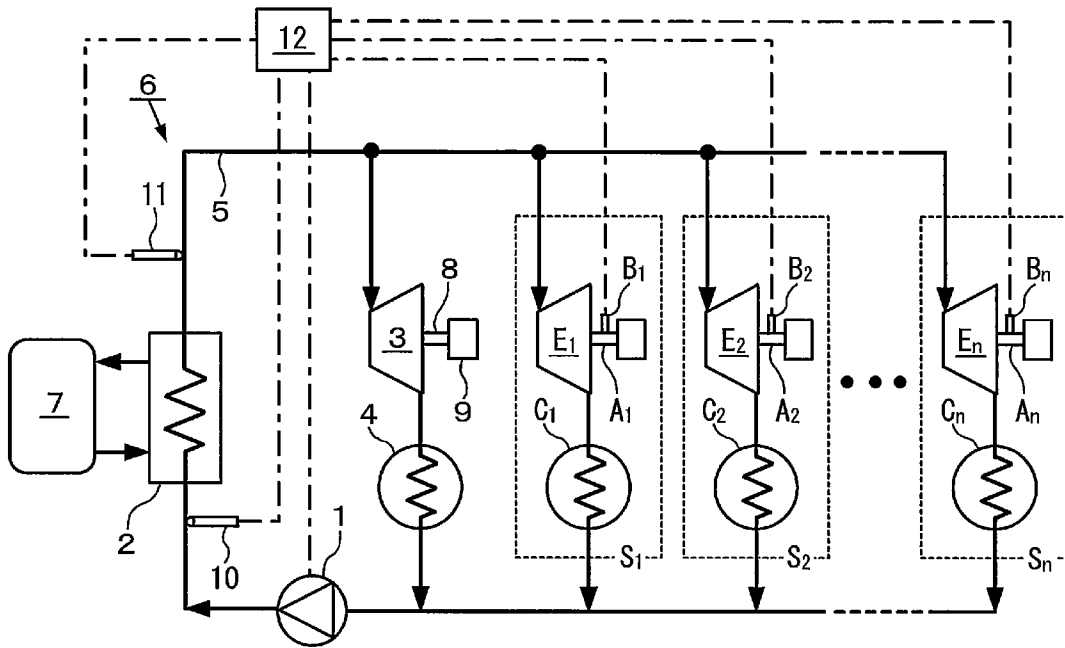 12
6
5
11
8
B₁
B₂
Bₙ
3
E₁
E₂
Eₙ
7
9
4
C₁
A₁
C₂
A₂
Cₙ
Aₙ
2
10
1
S₁
S₂
Sₙ